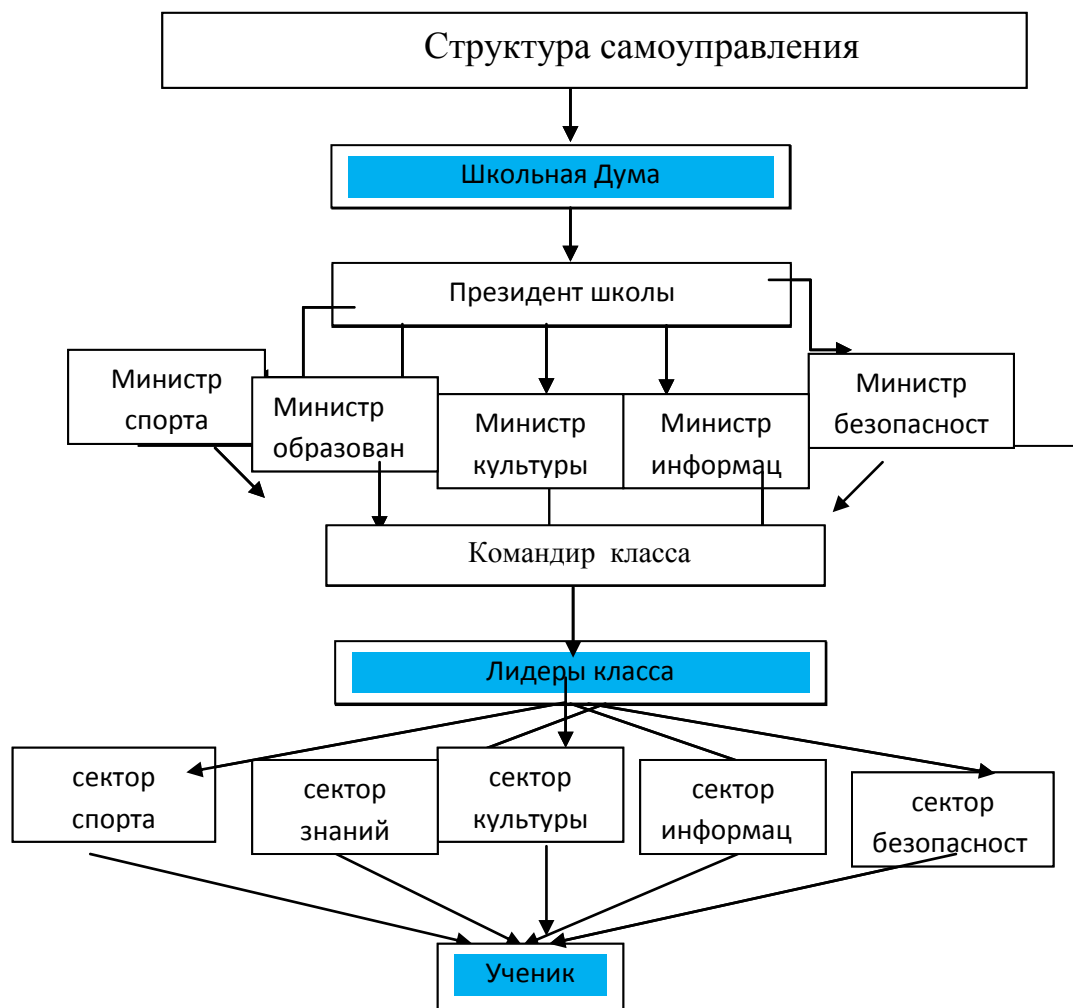 Структура самоуправления
Школьная Дума
Президент школы
Министр
спорта
Министр
образован
Министр
культуры
Министр
информац
Министр
безопасност
Командир класса
Лидеры класса
сектор
спорта
сектор
знаний
сектор
культуры
сектор
информац
сектор
безопасност
Ученик